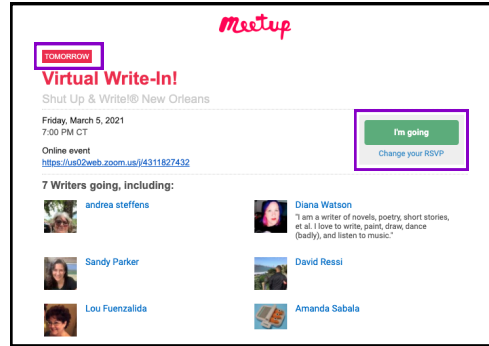 Meetup
TOMORROW
Virtual Write-In!
Shut Up & Write!® New Orleans
Friday, March 5, 2021
7:00 PM CT
I'm going
Change your RSVP
Online event
https://us02web.zoom.us/j/4311827432
7 Writers going, including:
andrea steffens
Diana Watson
"I am a writer of novels, poetry, short stories,
et al. I love to write, paint, draw, dance
(badly), and listen to music."
Sandy Parker
David Ressi
Lou Fuenzalida
Amanda Sabala